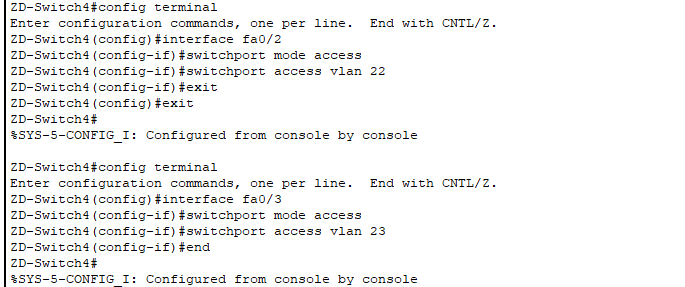 ZD-Switch4#config terminal
Enter configuration commands, one per line.  End with CNTL/Z.
ZD-Switch4(config)#interface fa0/2
ZD-Switch4(config-if)#switchport mode access
ZD-Switch4(config-if)#switchport access vlan 22
ZD-Switch4(config-if)#exit
ZD-Switch4(config)#exit
ZD-Switch4#
%SYS-5-CONFIG_I: Configured from console by console

ZD-Switch4#config terminal
Enter configuration commands, one per line.  End with CNTL/Z.
ZD-Switch4(config)#interface fa0/3
ZD-Switch4(config-if)#switchport mode access
ZD-Switch4(config-if)#switchport access vlan 23
ZD-Switch4(config-if)#end
ZD-Switch4#
%SYS-5-CONFIG_I: Configured from console by console